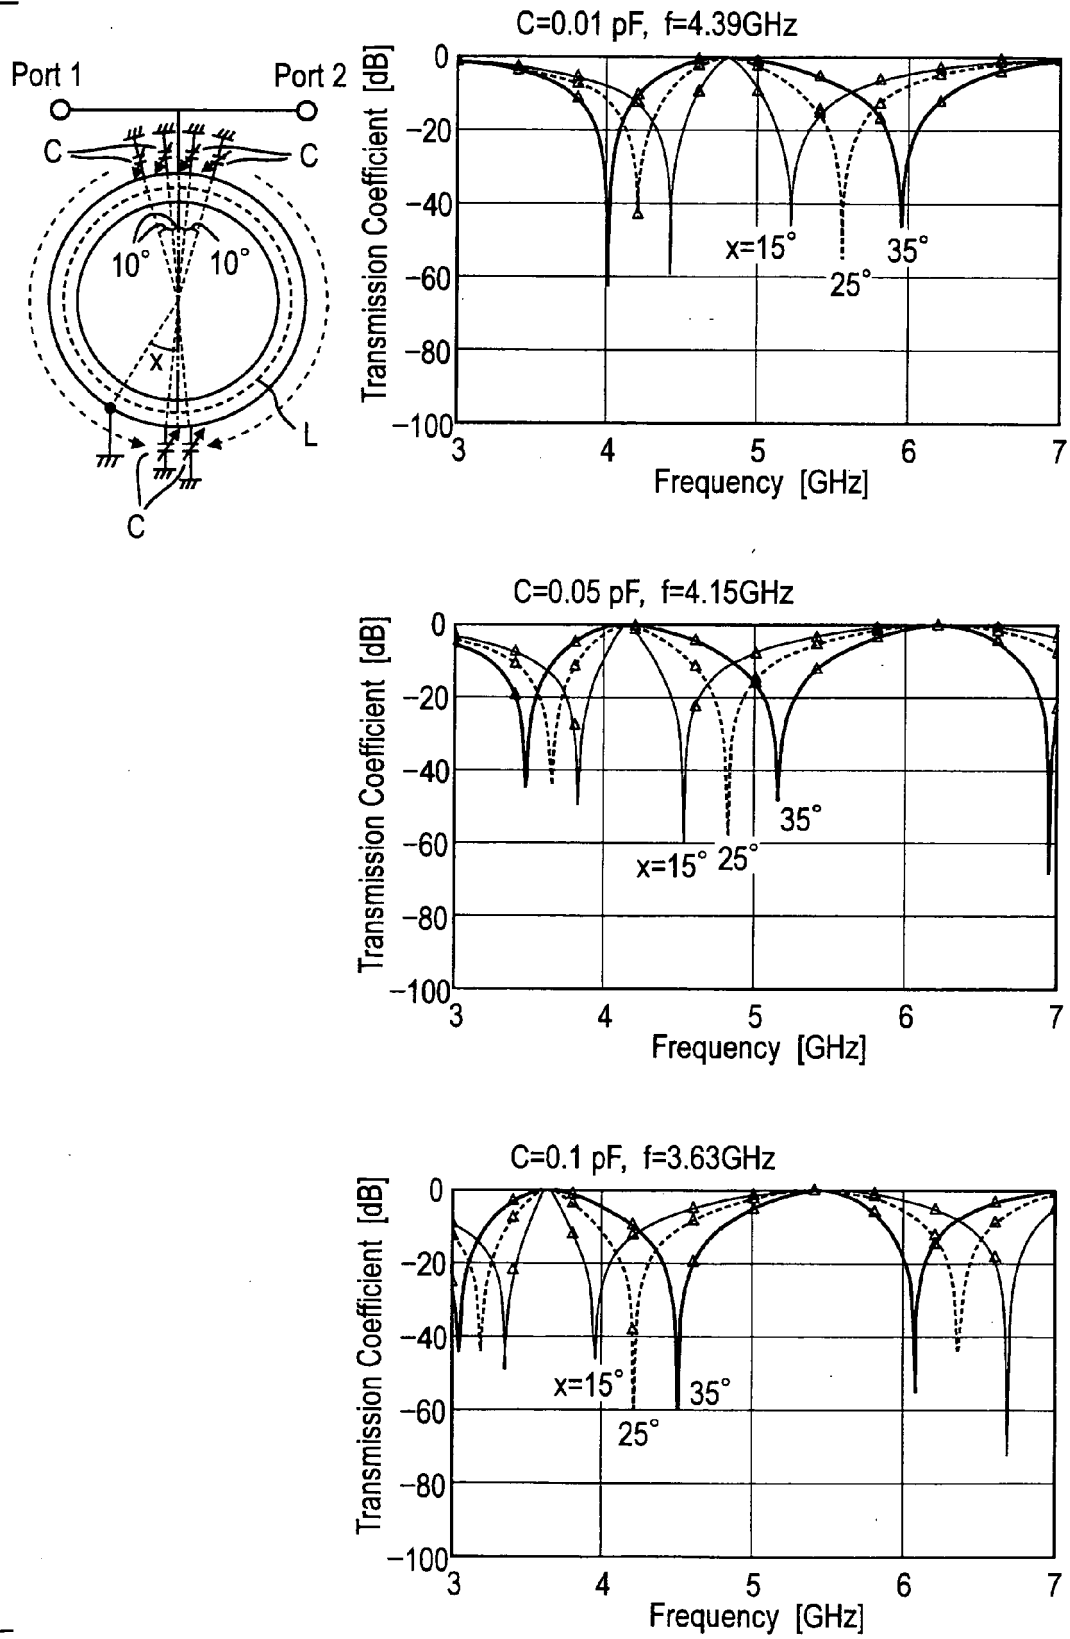 C=0.01 pF, f=4.39GHz
Port 1
Port 2
C
C
10°
10°
X
L
C
Transmission Coefficient [dB]
0
−20
−40
−60
−80
−100
x=15°
25°
35°
3
4
5
6
7
Frequency [GHz]
C=0.05 pF, f=4.15GHz
Transmission Coefficient [dB]
0
−20
−40
−60
−80
−100
x=15°
25°
35°
3
4
5
6
7
Frequency [GHz]
C=0.1 pF, f=3.63GHz
Transmission Coefficient [dB]
0
−20
−40
−60
−80
−100
x=15°
25°
35°
3
4
5
6
7
Frequency [GHz]